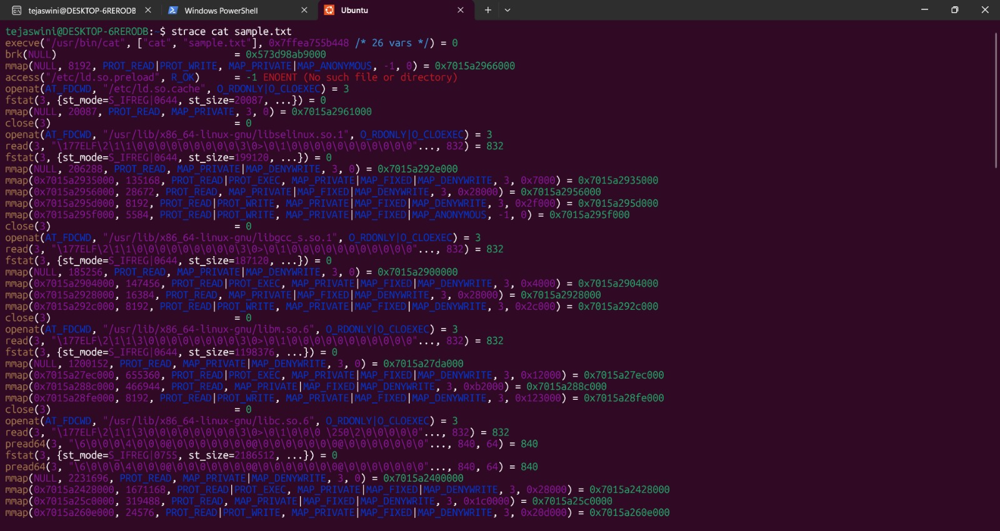 tejaswini@DESKTOP-6RERODB
Windows PowerShell
Ubuntu
tejaswini@DESKTOP-6RERODB:~$ strace cat sample.txt
execve("/usr/bin/cat", ["cat", "sample.txt"], 0x7ffea755b448 /* 26 vars */) = 0
brk(NULL)                               = 0x573d98ab9000
mmap(NULL, 8192, PROT_READ|PROT_WRITE, MAP_PRIVATE|MAP_ANONYMOUS, -1, 0) = 0x7015a2966000
access("/etc/ld.so.preload", R_OK)      = -1 ENOENT (No such file or directory)
openat(AT_FDCWD, "/etc/ld.so.cache", O_RDONLY|O_CLOEXEC) = 3
fstat(3, {st_mode=S_IFREG|0644, st_size=20087, ...}) = 0
mmap(NULL, 20087, PROT_READ, MAP_PRIVATE, 3, 0) = 0x7015a2961000
close(3)                                = 0
openat(AT_FDCWD, "/usr/lib/x86_64-linux-gnu/libselinux.so.1", O_RDONLY|O_CLOEXEC) = 3
read(3, "\177ELF\2\1\1\0\0\0\0\0\0\0\0\0\3\0>\0\1\0\0\0\0\0\0\0\0\0\0\0"..., 832) = 832
fstat(3, {st_mode=S_IFREG|0644, st_size=199120, ...}) = 0
mmap(NULL, 206288, PROT_READ, MAP_PRIVATE|MAP_DENYWRITE, 3, 0) = 0x7015a292e000
mmap(0x7015a2935000, 135168, PROT_READ|PROT_EXEC, MAP_PRIVATE|MAP_FIXED|MAP_DENYWRITE, 3, 0x7000) = 0x7015a2935000
mmap(0x7015a2956000, 28672, PROT_READ, MAP_PRIVATE|MAP_FIXED|MAP_DENYWRITE, 3, 0x28000) = 0x7015a2956000
mmap(0x7015a295d000, 8192, PROT_READ|PROT_WRITE, MAP_PRIVATE|MAP_FIXED|MAP_DENYWRITE, 3, 0x2f000) = 0x7015a295d000
mmap(0x7015a295f000, 5584, PROT_READ|PROT_WRITE, MAP_PRIVATE|MAP_FIXED|MAP_ANONYMOUS, -1, 0) = 0x7015a295f000
close(3)                                = 0
openat(AT_FDCWD, "/usr/lib/x86_64-linux-gnu/libgcc_s.so.1", O_RDONLY|O_CLOEXEC) = 3
read(3, "\177ELF\2\1\1\0\0\0\0\0\0\0\0\0\3\0>\0\1\0\0\0\0\0\0\0\0\0\0\0"..., 832) = 832
fstat(3, {st_mode=S_IFREG|0644, st_size=187120, ...}) = 0
mmap(NULL, 185256, PROT_READ, MAP_PRIVATE|MAP_DENYWRITE, 3, 0) = 0x7015a2900000
mmap(0x7015a2904000, 147456, PROT_READ|PROT_EXEC, MAP_PRIVATE|MAP_FIXED|MAP_DENYWRITE, 3, 0x4000) = 0x7015a2904000
mmap(0x7015a2928000, 16384, PROT_READ, MAP_PRIVATE|MAP_FIXED|MAP_DENYWRITE, 3, 0x28000) = 0x7015a2928000
mmap(0x7015a292c000, 8192, PROT_READ|PROT_WRITE, MAP_PRIVATE|MAP_FIXED|MAP_DENYWRITE, 3, 0x2c000) = 0x7015a292c000
close(3)                                = 0
openat(AT_FDCWD, "/usr/lib/x86_64-linux-gnu/libm.so.6", O_RDONLY|O_CLOEXEC) = 3
read(3, "\177ELF\2\1\1\3\0\0\0\0\0\0\0\0\3\0>\0\1\0\0\0\0\0\0\0\0\0\0\0"..., 832) = 832
fstat(3, {st_mode=S_IFREG|0644, st_size=1198376, ...}) = 0
mmap(NULL, 1200152, PROT_READ, MAP_PRIVATE|MAP_DENYWRITE, 3, 0) = 0x7015a27da000
mmap(0x7015a27ec000, 655360, PROT_READ|PROT_EXEC, MAP_PRIVATE|MAP_FIXED|MAP_DENYWRITE, 3, 0x12000) = 0x7015a27ec000
mmap(0x7015a288c000, 466944, PROT_READ, MAP_PRIVATE|MAP_FIXED|MAP_DENYWRITE, 3, 0xb2000) = 0x7015a288c000
mmap(0x7015a28fe000, 8192, PROT_READ|PROT_WRITE, MAP_PRIVATE|MAP_FIXED|MAP_DENYWRITE, 3, 0x123000) = 0x7015a28fe000
close(3)                                = 0
openat(AT_FDCWD, "/usr/lib/x86_64-linux-gnu/libc.so.6", O_RDONLY|O_CLOEXEC) = 3
read(3, "\177ELF\2\1\1\3\0\0\0\0\0\0\0\0\3\0>\0\1\0\0\0 \250\2\0\0\0\0\0"..., 832) = 832
pread64(3, "\6\0\0\0\4\0\0\0@\0\0\0\0\0\0\0@\0\0\0\0\0\0\0@\0\0\0\0\0\0\0"..., 840, 64) = 840
fstat(3, {st_mode=S_IFREG|0755, st_size=2186512, ...}) = 0
pread64(3, "\6\0\0\0\4\0\0\0@\0\0\0\0\0\0\0@\0\0\0\0\0\0\0@\0\0\0\0\0\0\0"..., 840, 64) = 840
mmap(NULL, 2231696, PROT_READ, MAP_PRIVATE|MAP_DENYWRITE, 3, 0) = 0x7015a2400000
mmap(0x7015a2428000, 1671168, PROT_READ|PROT_EXEC, MAP_PRIVATE|MAP_FIXED|MAP_DENYWRITE, 3, 0x28000) = 0x7015a2428000
mmap(0x7015a25c0000, 319488, PROT_READ, MAP_PRIVATE|MAP_FIXED|MAP_DENYWRITE, 3, 0x1c0000) = 0x7015a25c0000
mmap(0x7015a260e000, 24576, PROT_READ|PROT_WRITE, MAP_PRIVATE|MAP_FIXED|MAP_DENYWRITE, 3, 0x20d000) = 0x7015a260e000